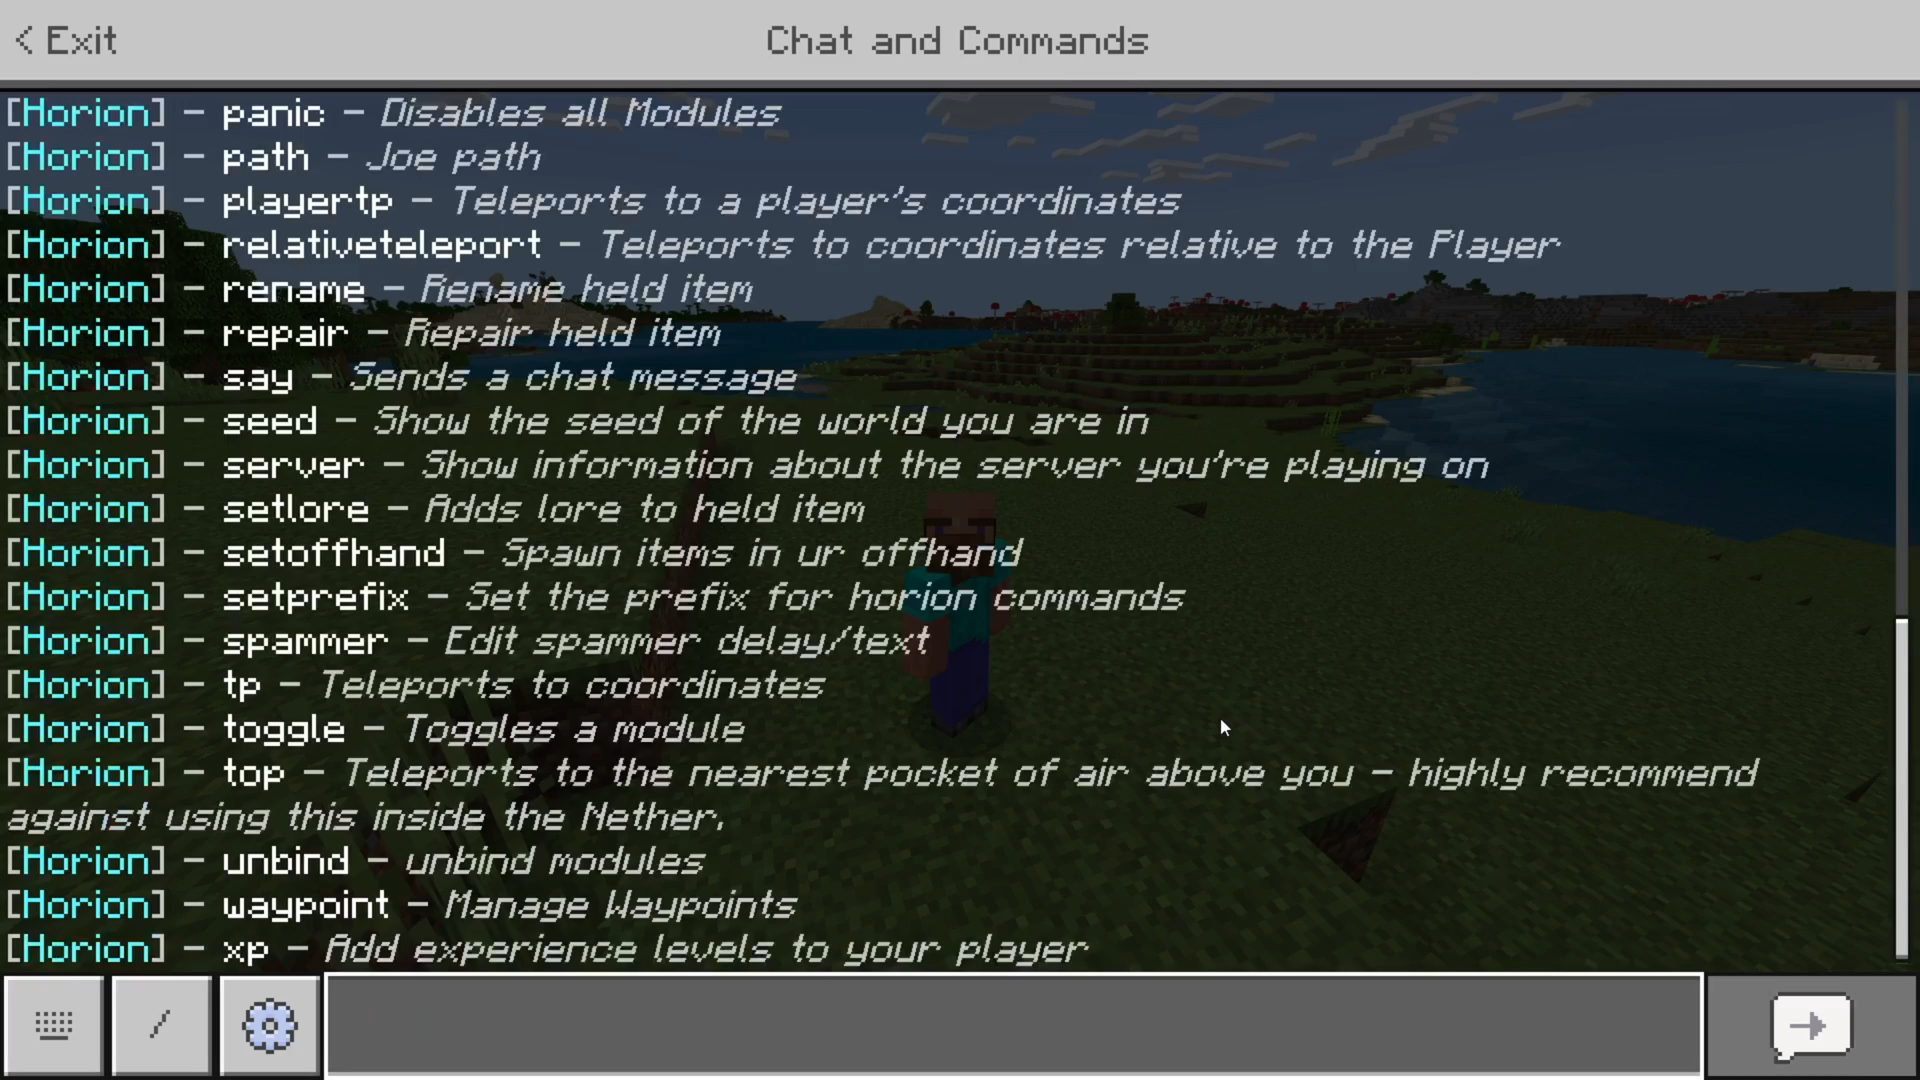 < Exit
Chat and Commands
[Horion] - panic - Disables all Modules
[Horion] - path - Joe path
[Horion] - playertp - Teleports to a player's coordinates
[Horion] - relativeteleport - Teleports to coordinates relative to the Player
[Horion] - rename - Rename held item
[Horion] - repair - Repair held item
[Horion] - say - Sends a chat message
[Horion] - seed - Show the seed of the world you are in
[Horion] - server - Show information about the server you're playing on
[Horion] - setlore - Adds lore to held item
[Horion] - setoffhand - Spawn items in ur offhand
[Horion] - setprefix - Set the prefix for horion commands
[Horion] - spammer - Edit spammer delay/text
[Horion] - tp - Teleports to coordinates
[Horion] - toggle - Toggles a module
[Horion] - top - Teleports to the nearest pocket of air above you - highly recommend
against using this inside the Nether.
[Horion] - unbind - unbind modules
[Horion] - waypoint - Manage Waypoints
[Horion] - xp - Add experience levels to your player
/